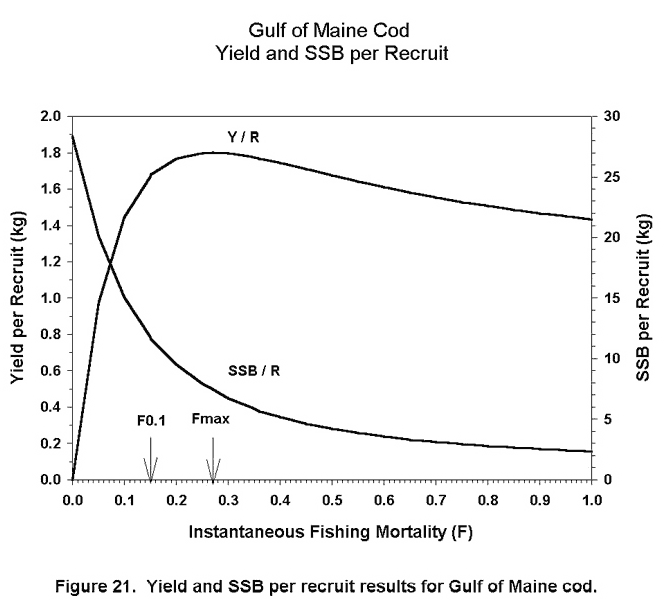 Gulf of Maine Cod
Yield and SSB per Recruit
Y / R
SSB / R
F0.1
Fmax
Yield per Recruit (kg)
2.0
1.8
1.6
1.4
1.2
1.0
0.8
0.6
0.4
0.2
0.0
SSB per Recruit (kg)
30
25
20
15
10
5
0
0.0 0.1 0.2 0.3 0.4 0.5 0.6 0.7 0.8 0.9 1.0
Instantaneous Fishing Mortality (F)
Figure 21. Yield and SSB per recruit results for Gulf of Maine cod.